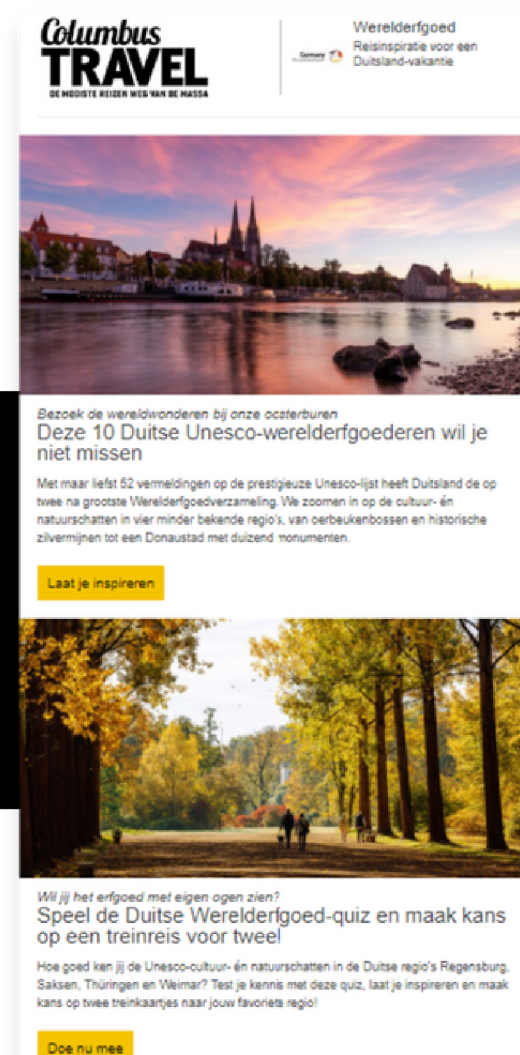 Columbus
TRAVEL
DE MOOISTE REIZEN WEG VAN DE MASSA
Werelderfgoed
Reisinspiratie voor een
Duitsland-vakantie
Germany
Bezoek de wereldwonderen bij onze oosterburen
Deze 10 Duitse Unesco-werelderfgoederen wil je
niet missen
Met maar liefst 52 vermeldingen op de prestigieuze Unesco-lijst heeft Duitsland de op
twee na grootste Werelderfgoedverzameling. We zoomen in op de cultuur- én
natuurschatten in vier minder bekende regio's, van oerbeukenbossen en historische
zilvermijnen tot een Donaustad met duizend monumenten.
Laat je inspireren
Wil jij het erfgoed met eigen ogen zien?
Speel de Duitse Werelderfgoed-quiz en maak kans
op een treinreis voor twee!
Hoe goed ken jij de Unesco-cultuur- én natuurschatten in de Duitse regio's Regensburg,
Saksen, Thüringen en Weimar? Test je kennis met deze quiz, laat je inspireren en maak
kans op twee treinkaartjes naar jouw favoriete regio!
Doe nu mee